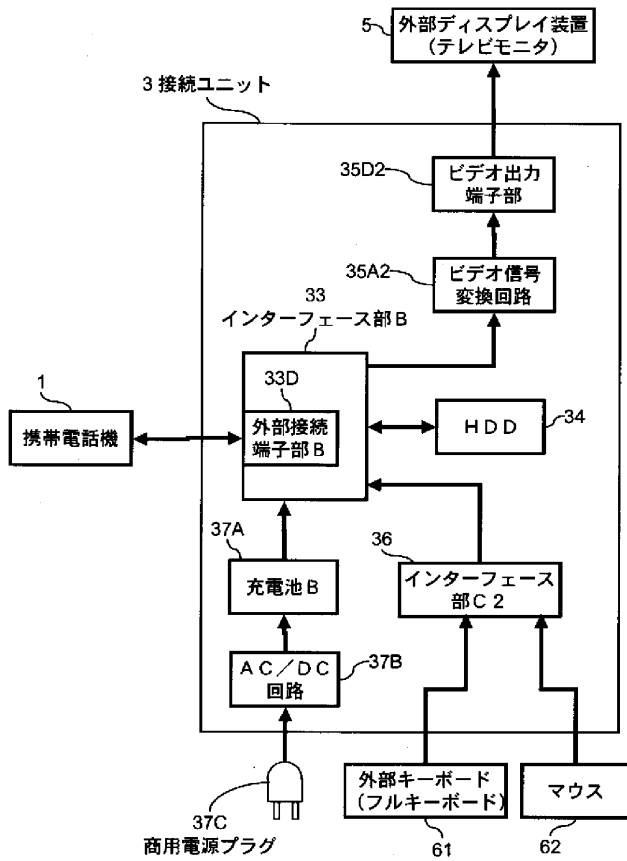 5
外部ディスプレイ装置
(テレビモニタ)
3 接続ユニット
35D2
ビデオ出力
端子部
35A2
ビデオ信号
変換回路
33
インターフェース部B
33D
外部接続
端子部B
1
携帯電話機
HDD
34
37A
充電池B
36
インターフェース
部C2
AC/DC
回路
37B
37C
商用電源プラグ
外部キーボード
(フルキーボード)
61
マウス
62